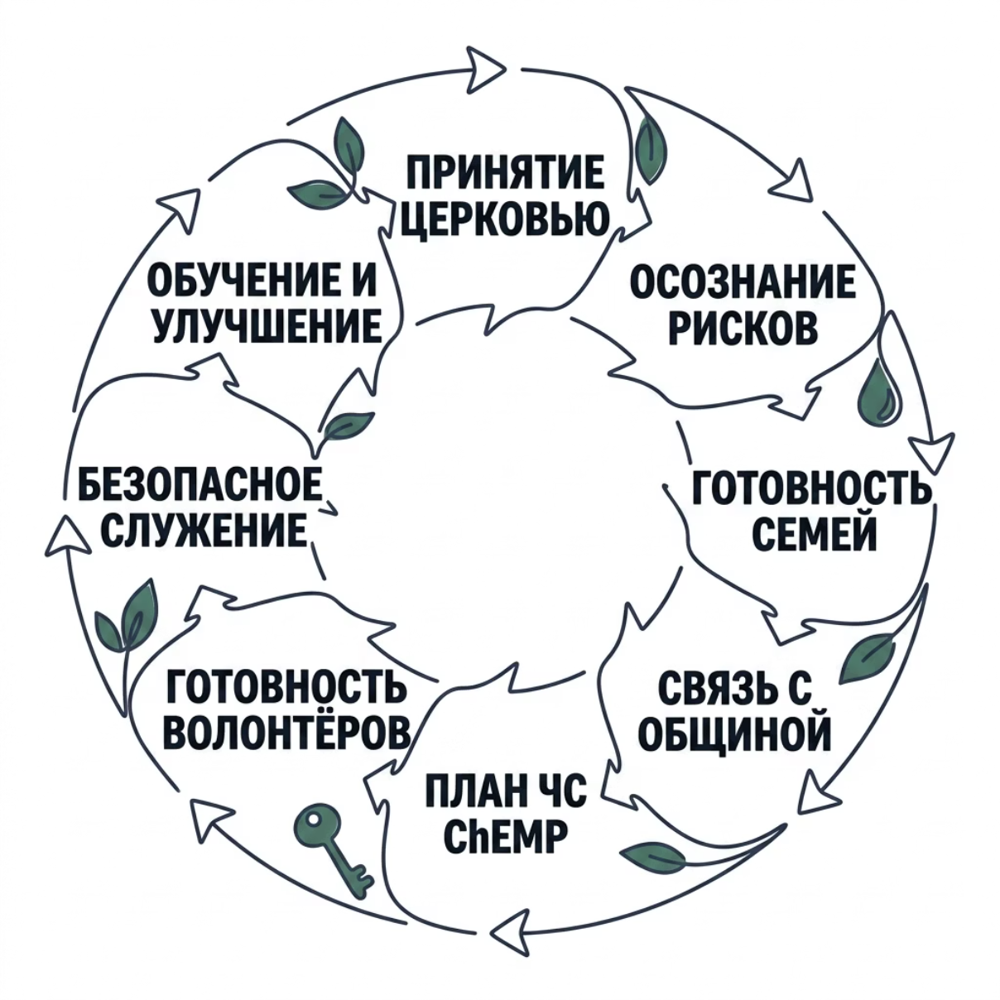 ПРИНЯТИЕ
ЦЕРКОВЬЮ
ОСОЗНАНИЕ
РИСКОВ
ГОТОВНОСТЬ
СЕМЕЙ
СВЯЗЬ С
ОБЩИНОЙ
ПЛАН ЧС
ChEMP
ГОТОВНОСТЬ
ВОЛОНТЁРОВ
БЕЗОПАСНОЕ
СЛУЖЕНИЕ
ОБУЧЕНИЕ И
УЛУЧШЕНИЕ